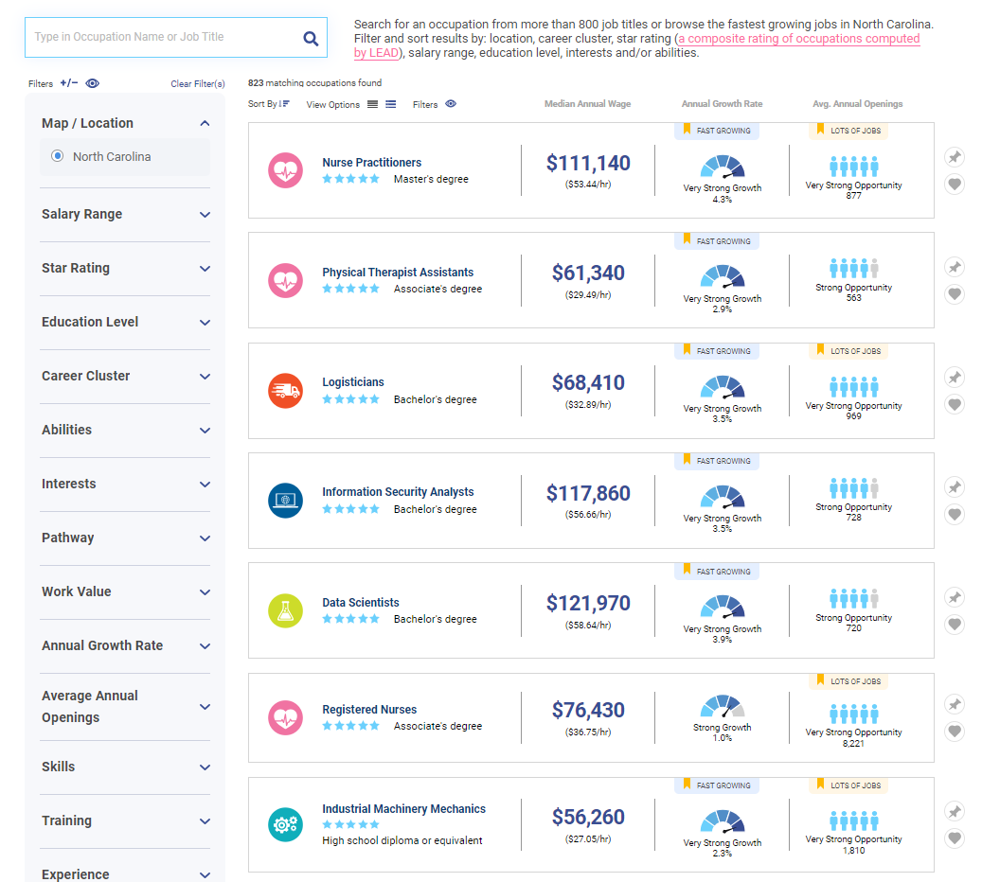 Type in Occupation Name or Job Title
Search for an occupation from more than 800 job titles or browse the fastest growing jobs in North Carolina.
Filter and sort results by: location, career cluster, star rating (a composite rating of occupations computed
by LEAD), salary range, education level, interests and/or abilities.
Filters +/−
Clear Filter(s)
Map / Location
North Carolina
Salary Range
Star Rating
Education Level
Career Cluster
Abilities
Interests
Pathway
Work Value
Annual Growth Rate
Average Annual
Openings
Skills
Training
Experience
823 matching occupations found
Sort By View Options Filters Median Annual Wage Annual Growth Rate Avg. Annual Openings
FAST GROWING LOTS OF JOBS
Nurse Practitioners
Master's degree
$111,140
($53.44/hr)
Very Strong Growth
4.3%
Very Strong Opportunity
877
FAST GROWING
Physical Therapist Assistants
Associate's degree
$61,340
($29.49/hr)
Very Strong Growth
2.9%
Strong Opportunity
563
FAST GROWING LOTS OF JOBS
Logisticians
Bachelor's degree
$68,410
($32.89/hr)
Very Strong Growth
3.5%
Very Strong Opportunity
969
FAST GROWING
Information Security Analysts
Bachelor's degree
$117,860
($56.66/hr)
Very Strong Growth
3.5%
Strong Opportunity
728
FAST GROWING
Data Scientists
Bachelor's degree
$121,970
($58.64/hr)
Very Strong Growth
3.9%
Strong Opportunity
720
LOTS OF JOBS
Registered Nurses
Associate's degree
$76,430
($36.75/hr)
Strong Growth
1.0%
Very Strong Opportunity
8,221
FAST GROWING LOTS OF JOBS
Industrial Machinery Mechanics
High school diploma or equivalent
$56,260
($27.05/hr)
Very Strong Growth
2.3%
Very Strong Opportunity
1,810